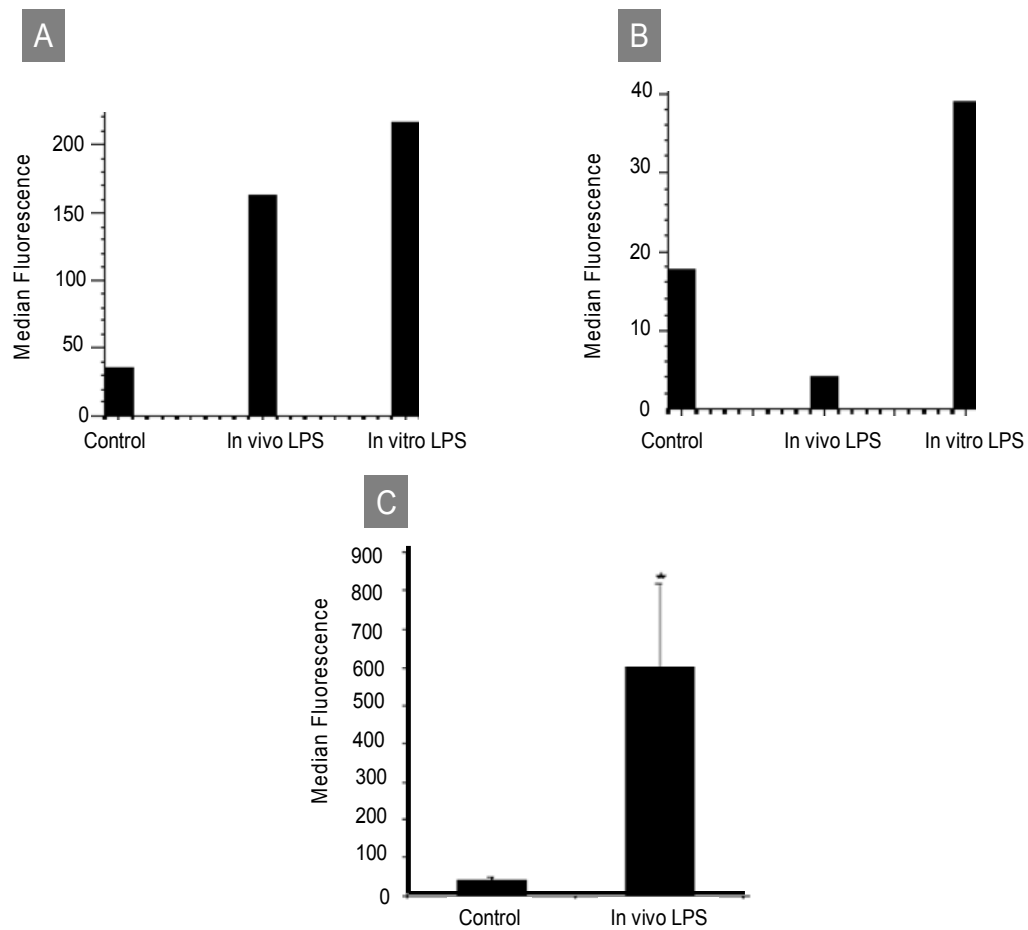 A
Median Fluorescence
200
150
100
50
0
Control In vivo LPS In vitro LPS
B
Median Fluorescence
40
30
20
10
0
Control In vivo LPS In vitro LPS
C
Median Fluorescence
900
800
700
600
500
400
300
200
100
0
*
Control In vivo LPS